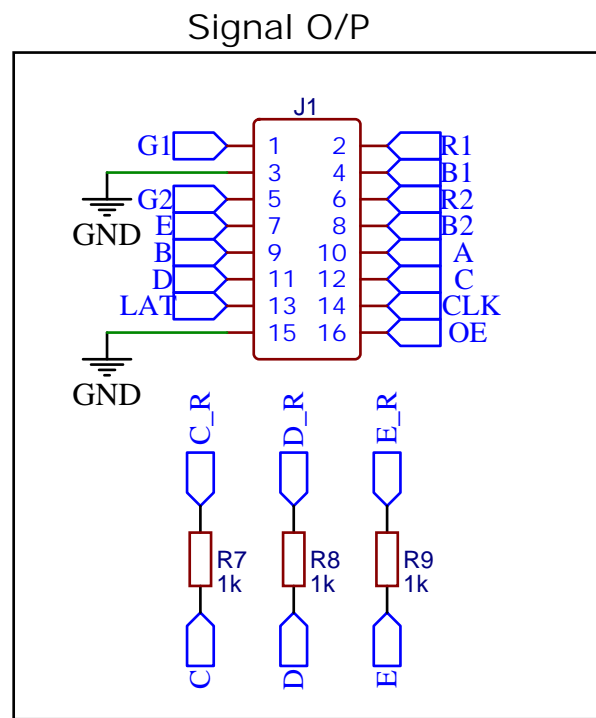 Signal O/P
J1
G1 1 2 R1
3 4 B1
GND
G2 5 6 R2
E 7 8 B2
B 9 10 A
D 11 12 C
LAT 13 14 CLK
15 16 OE
GND
C_R D_R E_R
R7 R8 R9
1k 1k 1k
C D E